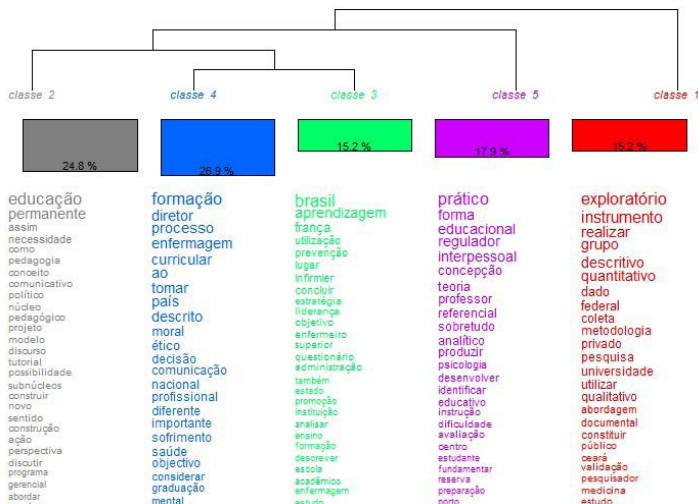 classe 2
classe 4
classe 3
classe 5
classe 1
24.8 %
26.9 %
15.2 %
17.9 %
15.2 %
educação
permanente
assim
necessidade
como
pedagogia
conceito
comunicativo
político
núcleo
pedagógico
projeto
modelo
discurso
tutorial
possibilidade
subnúcleos
construir
novo
sentido
construção
ação
perspectiva
discutir
programa
gerencial
abordar
formação
diretor
processo
enfermagem
curricular
ao
tomar
país
descrito
moral
ético
decisão
comunicação
nacional
profissional
diferente
importante
sofrimento
saúde
objectivo
considerar
graduação
mental
brasil
aprendizagem
frança
utilização
prevenção
lugar
infirmier
concluir
estratégia
liderança
objetivo
enfermeiro
superior
questionário
administração
também
estado
promoção
instituição
analisar
ensino
formação
descrever
escola
acadêmico
enfermagem
estudo
prático
forma
educacional
regulador
interpessoal
concepção
teoria
professor
referencial
sobretudo
analítico
produzir
psicologia
desenvolver
identificar
educativo
instrução
dificuldade
avaliação
centro
estudante
fundamentar
reserva
preparação
porto
exploratório
instrumento
realizar
grupo
descritivo
quantitativo
dado
federal
coleta
metodologia
privado
pesquisa
universidade
utilizar
qualitativo
abordagem
documental
constituir
público
ceará
validação
pesquisador
medicina
estudo